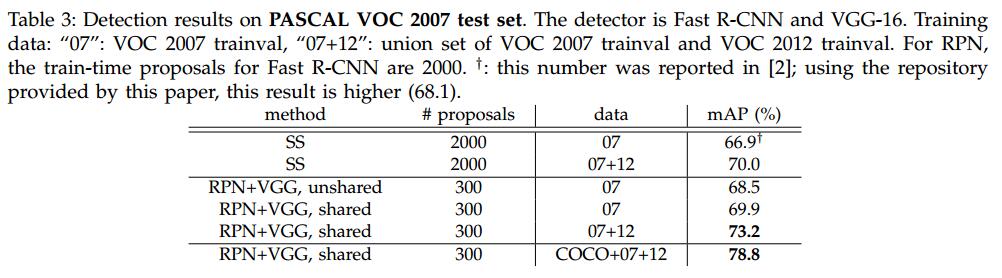 Table 3: Detection results on PASCAL VOC 2007 test set. The detector is Fast R-CNN and VGG-16. Training
data: “07”: VOC 2007 trainval, “07+12”: union set of VOC 2007 trainval and VOC 2012 trainval. For RPN,
the train-time proposals for Fast R-CNN are 2000. †: this number was reported in [2]; using the repository
provided by this paper, this result is higher (68.1).
method # proposals data mAP (%)
SS 2000 07 66.9†
SS 2000 07+12 70.0
RPN+VGG, unshared 300 07 68.5
RPN+VGG, shared 300 07 69.9
RPN+VGG, shared 300 07+12 73.2
RPN+VGG, shared 300 COCO+07+12 78.8